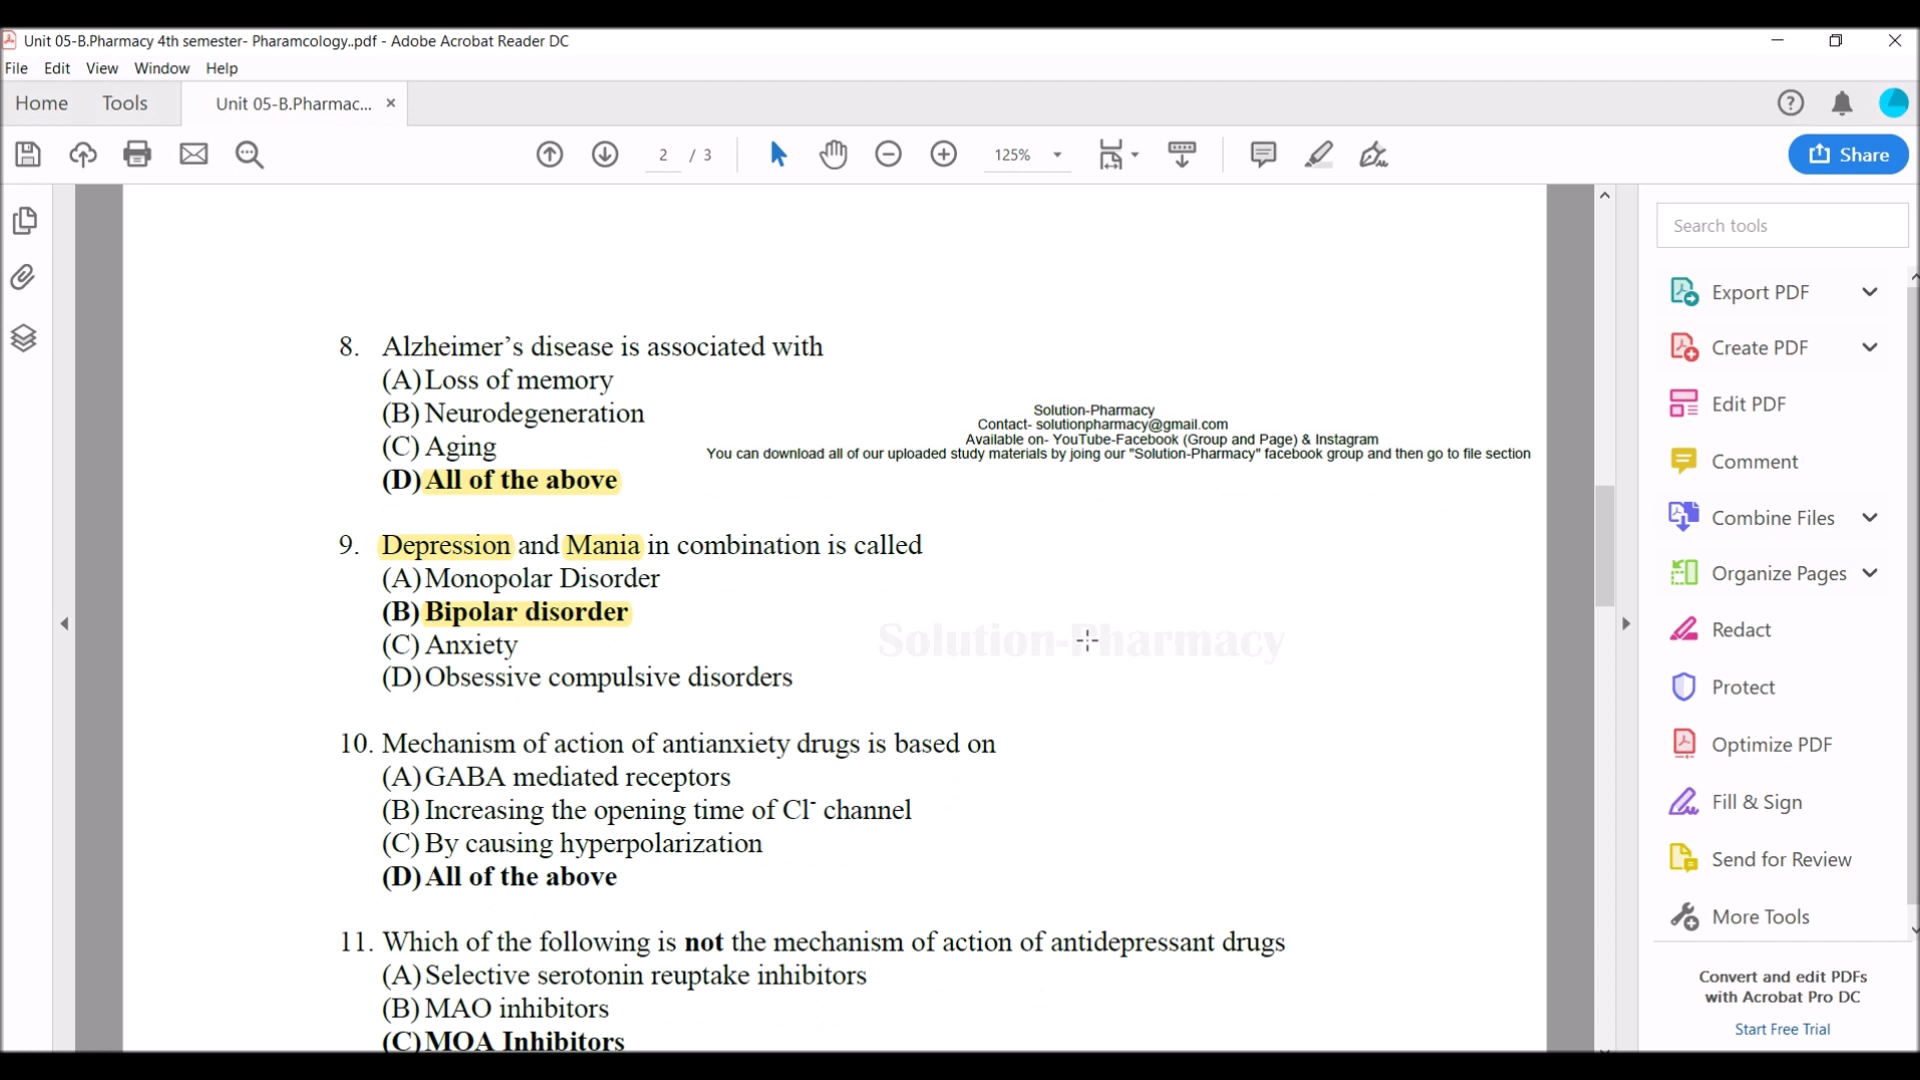 Unit 05-B.Pharmacy 4th semester- Pharamcology..pdf - Adobe Acrobat Reader DC
File Edit View Window Help
Home Tools Unit 05-B.Pharmac... ×
2 / 3 125% Share
Search tools
Export PDF
Create PDF
Edit PDF
Comment
Combine Files
Organize Pages
Redact
Protect
Optimize PDF
Fill & Sign
Send for Review
More Tools
Convert and edit PDFs
with Acrobat Pro DC
Start Free Trial
8. Alzheimer’s disease is associated with
(A) Loss of memory
(B) Neurodegeneration
(C) Aging
(D) All of the above
Solution-Pharmacy
Contact- solutionpharmacy@gmail.com
Available on- YouTube-Facebook (Group and Page) & Instagram
You can download all of our uploaded study materials by joing our "Solution-Pharmacy" facebook group and then go to file section
9. Depression and Mania in combination is called
(A) Monopolar Disorder
(B) Bipolar disorder
(C) Anxiety
(D) Obsessive compulsive disorders
Solution-Pharmacy
10. Mechanism of action of antianxiety drugs is based on
(A) GABA mediated receptors
(B) Increasing the opening time of Cl⁻ channel
(C) By causing hyperpolarization
(D) All of the above
11. Which of the following is not the mechanism of action of antidepressant drugs
(A) Selective serotonin reuptake inhibitors
(B) MAO inhibitors
(C) MOA Inhibitors